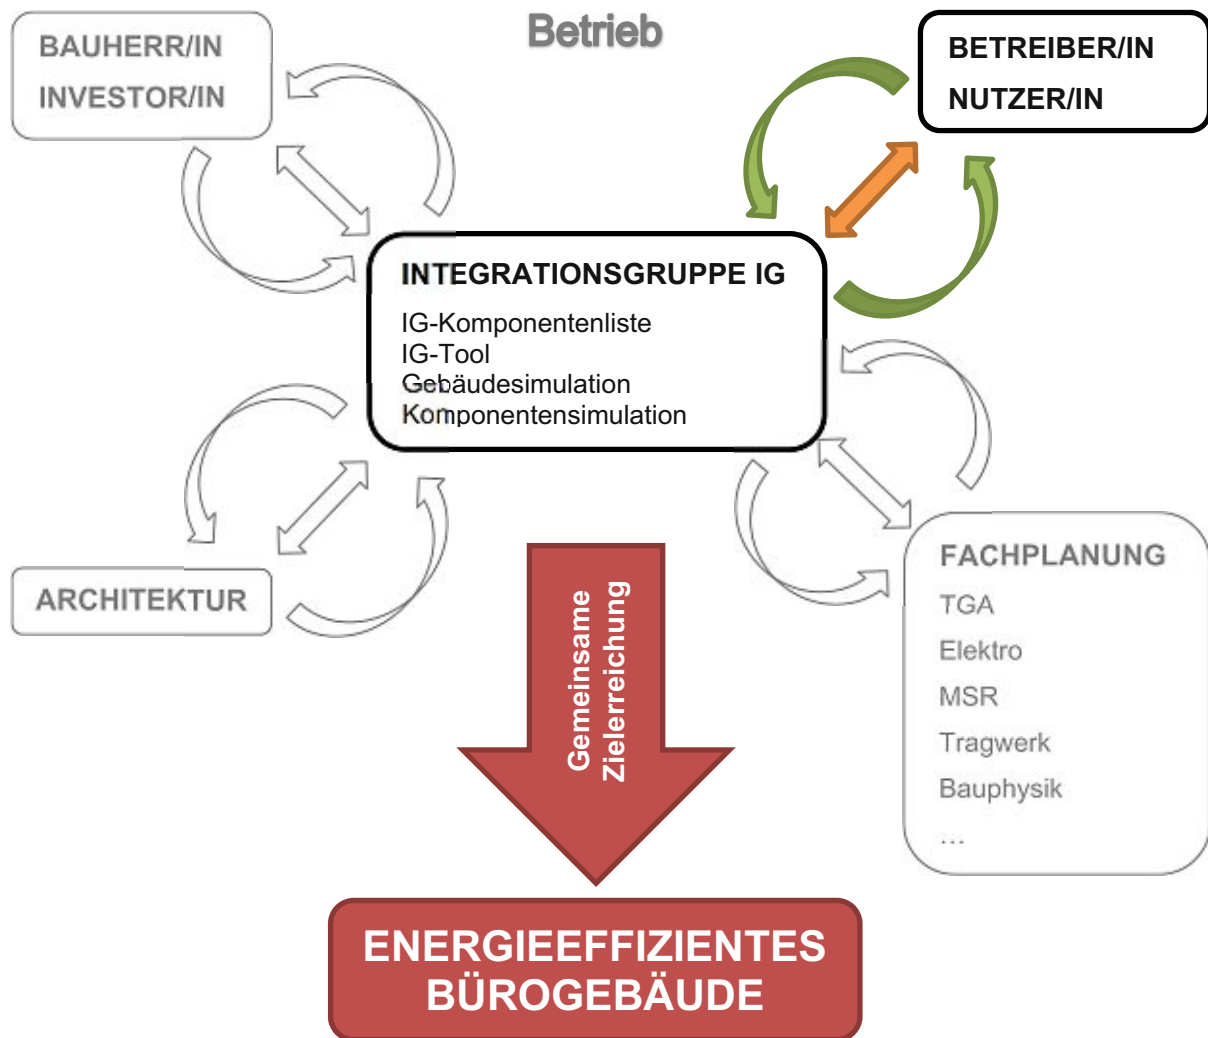 Betrieb
BAUHERR/IN
INVESTOR/IN
BETREIBER/IN
NUTZER/IN
INTEGRATIONSGRUPPE IG
IG-Komponentenliste
IG-Tool
Gebäudesimulation
Komponentensimulation
ARCHITEKTUR
FACHPLANUNG
TGA
Elektro
MSR
Tragwerk
Bauphysik
…
Gemeinsame
Zielerreichung
ENERGIEEFFIZIENTES
BÜROGEBÄUDE